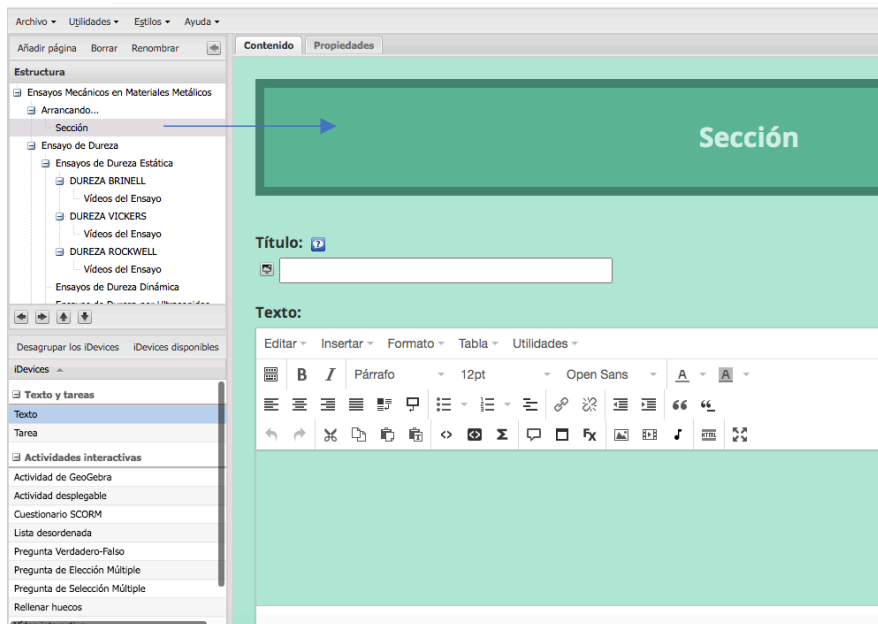 Archivo Utilidades Estilos Ayuda
Añadir página Borrar Renombrar
Estructura
Ensayos Mecánicos en Materiales Metálicos
Arrancando...
Sección
Ensayo de Dureza
Ensayos de Dureza Estática
DUREZA BRINELL
Vídeos del Ensayo
DUREZA VICKERS
Vídeos del Ensayo
DUREZA ROCKWELL
Vídeos del Ensayo
Ensayos de Dureza Dinámica
Desagrupar los iDevices iDevices disponibles
iDevices
Texto y tareas
Texto
Tarea
Actividades interactivas
Actividad de GeoGebra
Actividad desplegable
Cuestionario SCORM
Lista desordenada
Pregunta Verdadero-Falso
Pregunta de Elección Múltiple
Pregunta de Selección Múltiple
Rellenar huecos
Contenido Propiedades
Sección
Título: ?
Texto:
Editar Insertar Formato Tabla Utilidades
B I Párrafo 12pt Open Sans A A
Σ Fx HTML